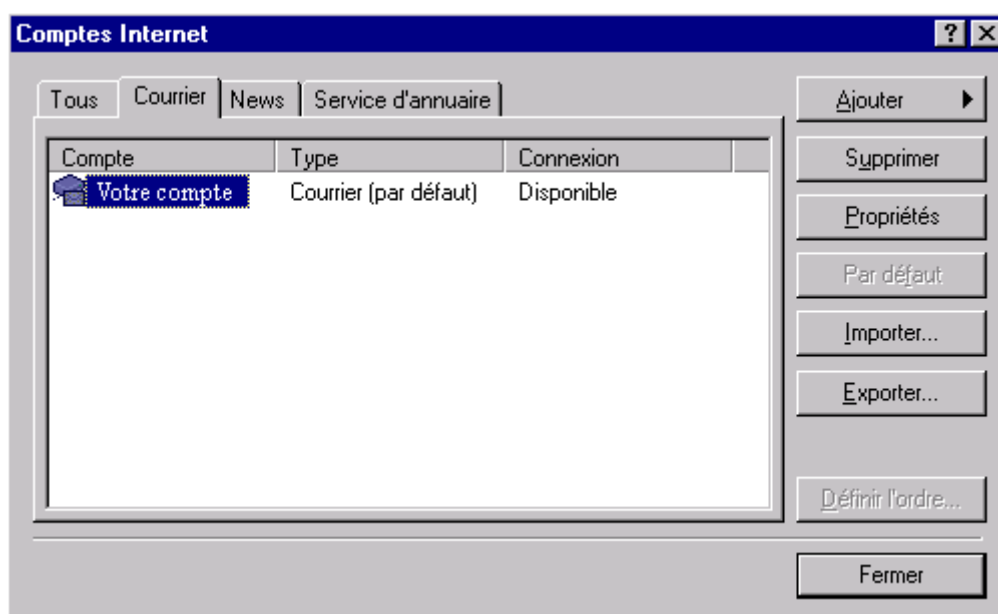 Comptes Internet
Tous Courrier News Service d'annuaire
Compte Type Connexion
Votre compte Courrier (par défaut) Disponible
Ajouter
Supprimer
Propriétés
Par défaut
Importer...
Exporter...
Définir l'ordre...
Fermer